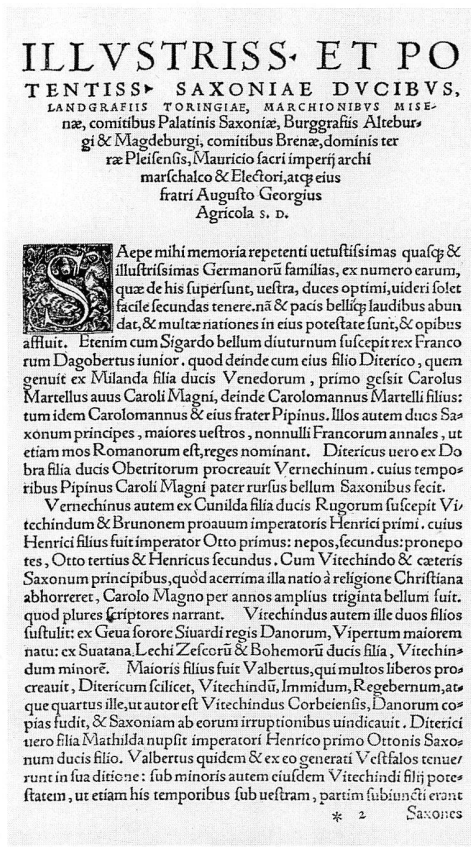 ILLVSTRISS. ET PO
TENTISS. SAXONIAE DVCIBVS,
LANDGRAFIIS TORINGIAE, MARCHIONIBVS MISE-
næ, comitibus Palatinis Saxoniæ, Burggrafiis Altebur-
gi & Magdeburgi, comitibus Brenæ, dominis ter
ræ Pleisensis, Mauricio sacri imperij archi
marschalco & Electori, atqꝫ eius
fratri Augusto Georgius
Agricola S. D.
SAepe mihi memoria repetenti uetustissimas quasqꝫ &
illustrissimas Germanorū familias, ex numero earum,
quæ de his supersunt, uestra, duces optimi, uideri solet
facile secundas tenere. nā & pacis belliqꝫ laudibus abun
dat, & multæ nationes in eius potestate sunt, & opibus
affluit. Etenim cum Sigardo bellum diuturnum suscepit rex Franco
rum Dagobertus iunior. quod deinde cum eius filio Diterico, quem
genuit ex Milanda filia ducis Venedorum, primo gessit Carolus
Martellus auus Caroli Magni, deinde Carolomannus Martelli filius:
tum idem Carolomannus & eius frater Pipinus. Illos autem duos Sa-
xonum principes, maiores uestros, nonnulli Francorum annales, ut
etiam mos Romanorum est, reges nominant. Ditericus uero ex Do
bra filia ducis Obetritorum procreauit Vernechinum. cuius tempo-
ribus Pipinus Caroli Magni pater rursus bellum Saxonibus fecit.
Vernechinus autem ex Cunilda filia ducis Rugorum suscepit Vi-
techindum & Brunonem proauum imperatoris Henrici primi. cuius
Henrici filius fuit imperator Otto primus: nepos, secundus: pronepo
tes, Otto tertius & Henricus secundus. Cum Vitechindo & cæteris
Saxonum principibus, quòd acerrima illa natio à religione Christiana
abhorreret, Carolo Magno per annos amplius triginta bellum fuit.
quod plures scriptores narrant. Vitechindus autem ille duos filios
sustulit: ex Geua sorore Siuardi regis Danorum, Vipertum maiorem
natu: ex Suatana, Lechi Zescorū & Bohemorū ducis filia, Vitechin-
dum minorē. Maioris filius fuit Valbertus, qui multos liberos pro-
creauit, Ditericum scilicet, Vitechindū, Immidum, Regebernum, at-
que quartus ille, ut autor est Vitechindus Corbeiensis, Danorum co-
pias fudit, & Saxoniam ab eorum irruptionibus uindicauit. Diterici
uero filia Mathilda nupsit imperatori Henrico primo Ottonis Saxo-
num ducis filio. Valbertus quidem & ex eo generati Vestfalos tenue-
runt in sua ditione: sub minoris autem eiusdem Vitechindi filij pote-
statem, ut etiam his temporibus sub uestram, partim subiuncti erant
* 2 Saxones